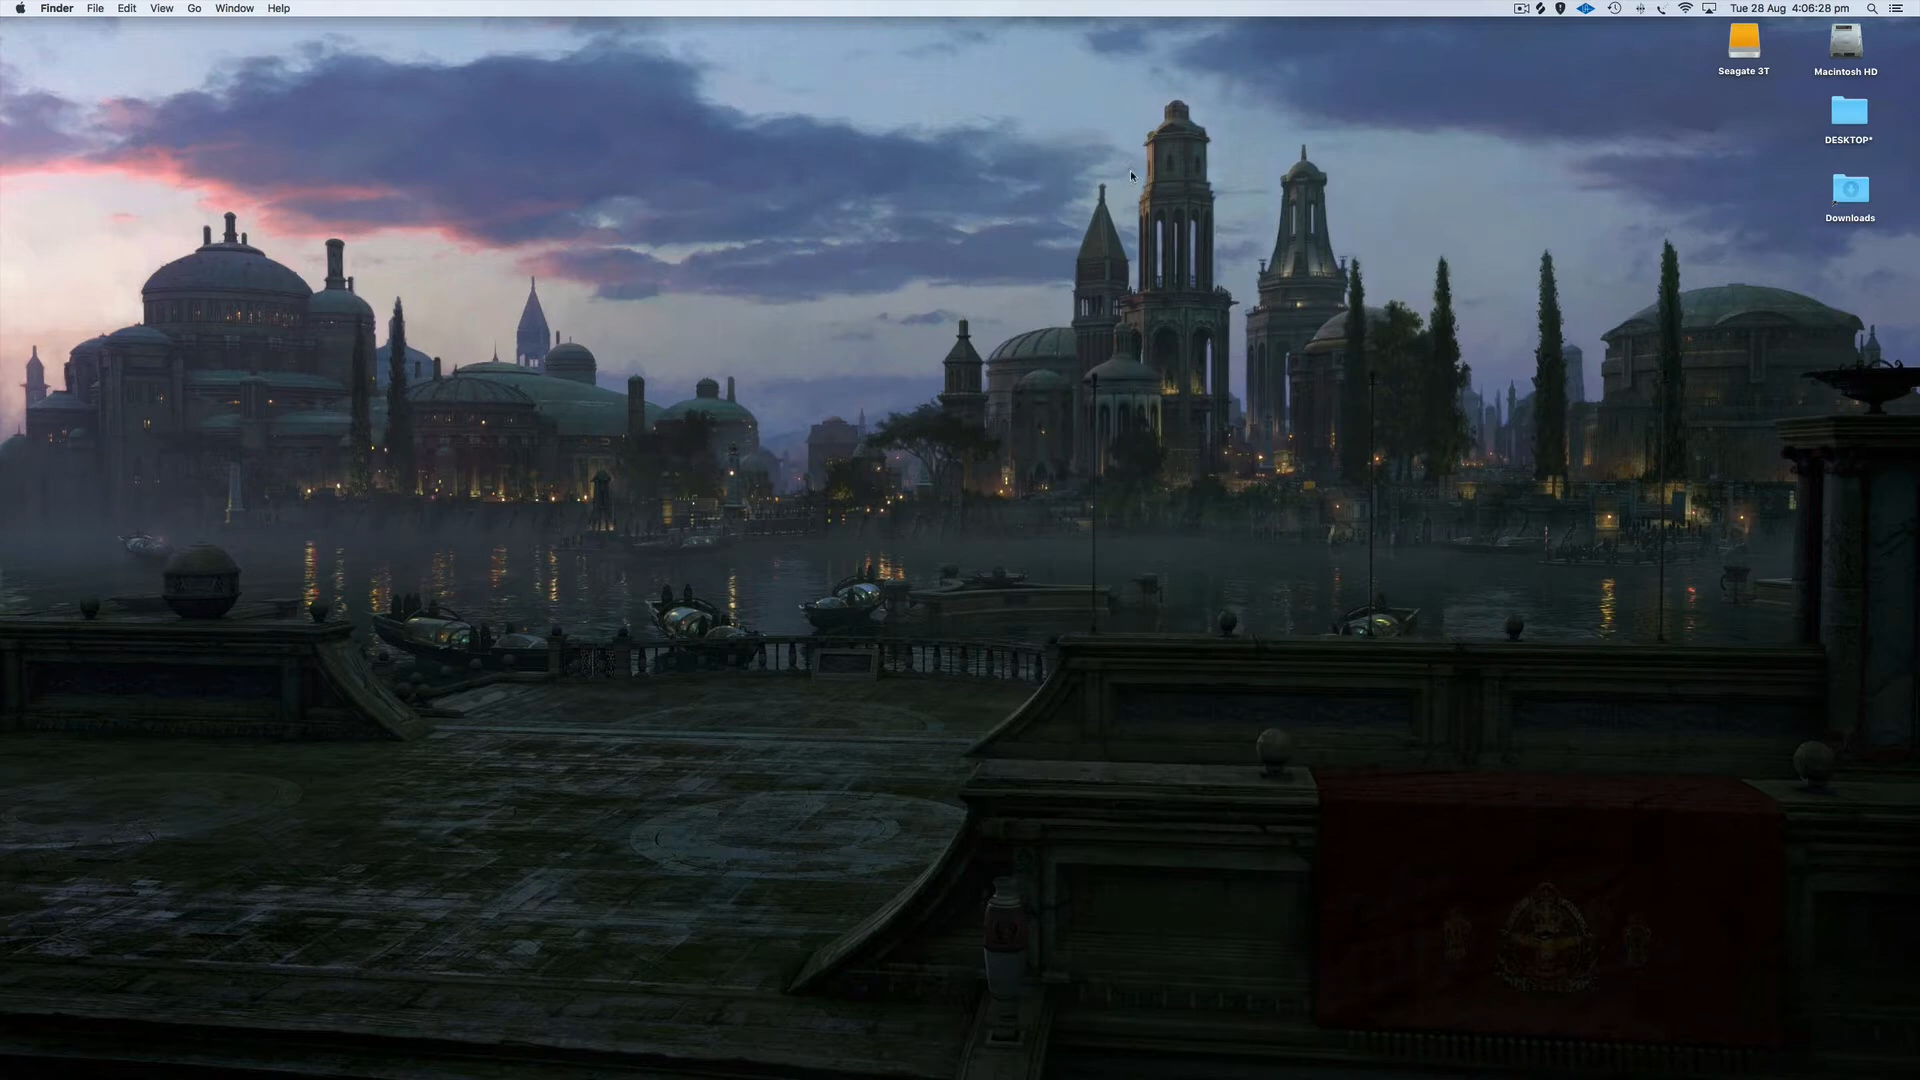 Finder File Edit View Go Window Help Tue 28 Aug 4:06:28 pm
Seagate 3T Macintosh HD
DESKTOP*
Downloads